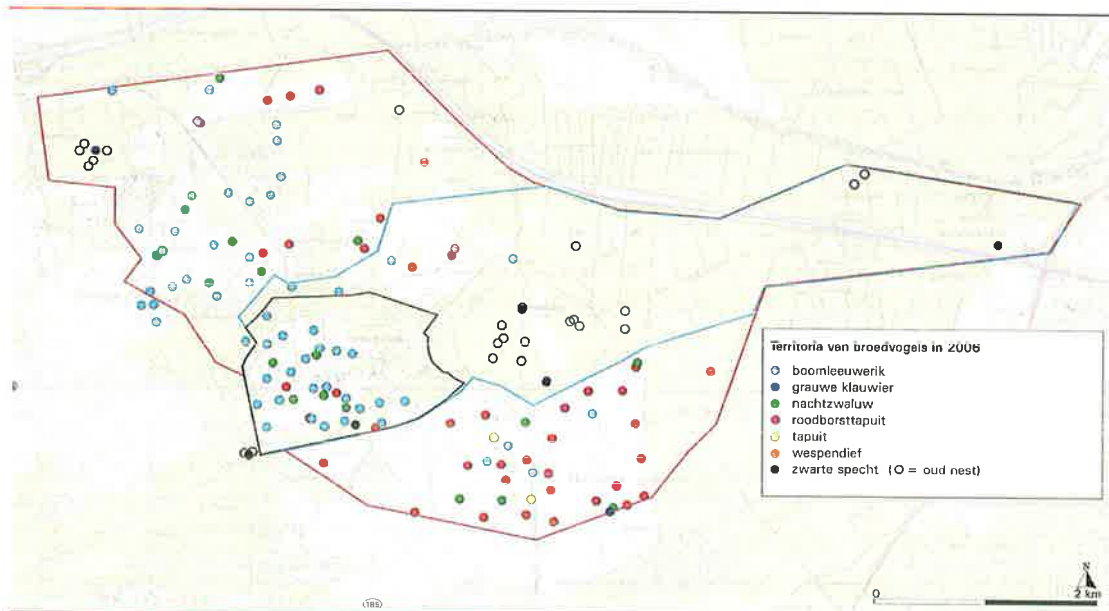 Territoria van broedvogels in 2006
boomleeuwerik
grauwe klauwier
nachtzwaluw
roodborsttapuit
tapuit
wespendief
zwarte specht (O = oud nest)
N
0 2 km
(185)